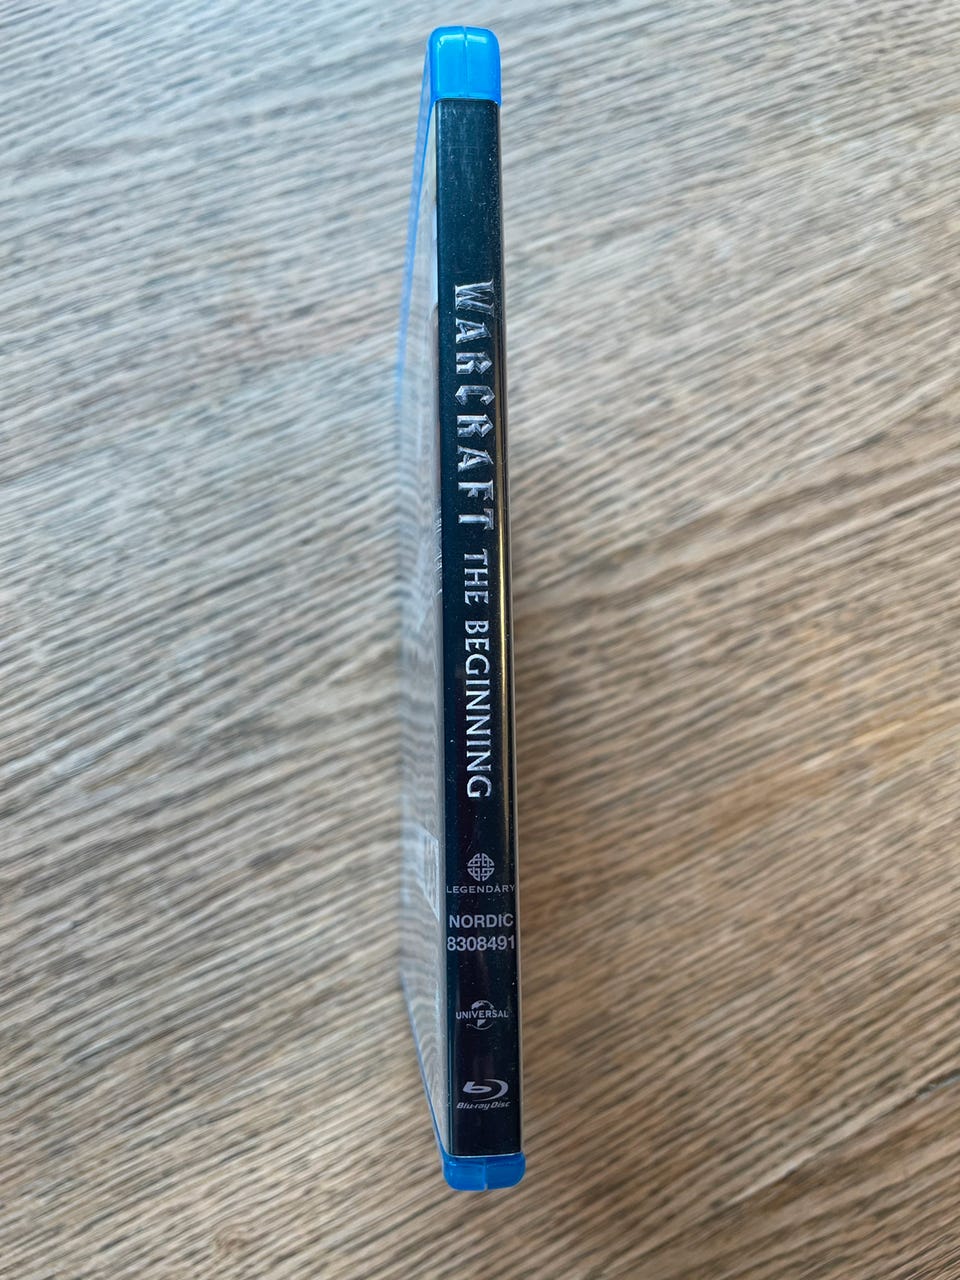 WARCRAFT THE BEGINNING
LEGENDARY
NORDIC
8308491
UNIVERSAL
Blu-ray Disc